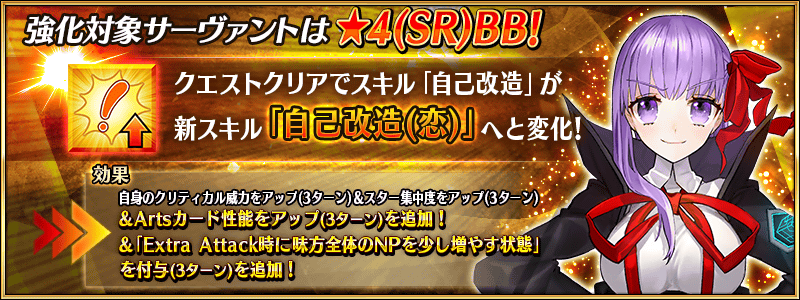 強化対象サーヴァントは ★4(SR)BB!
クエストクリアでスキル「自己改造」が
新スキル「自己改造(恋)」へと変化!
効果
自身のクリティカル威力をアップ(3ターン)&スター集中度をアップ(3ターン)
&Artsカード性能をアップ(3ターン)を追加!
&「Extra Attack時に味方全体のNPを少し増やす状態」
を付与(3ターン)を追加!